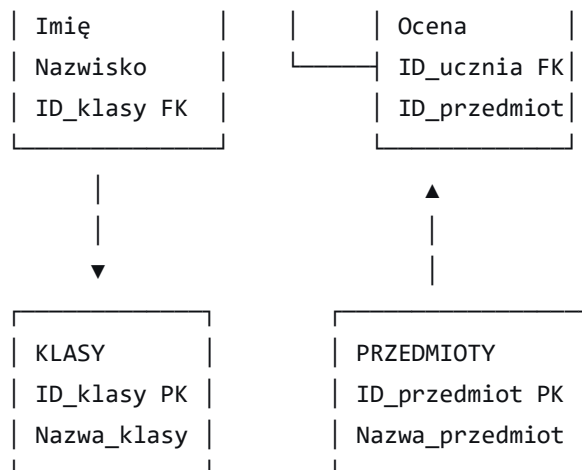 Imię
Nazwisko
ID_klasy FK
Ocena
ID_ucznia FK
ID_przedmiot
KLASY
ID_klasy PK
Nazwa_klasy
PRZEDMIOTY
ID_przedmiot PK
Nazwa_przedmiot